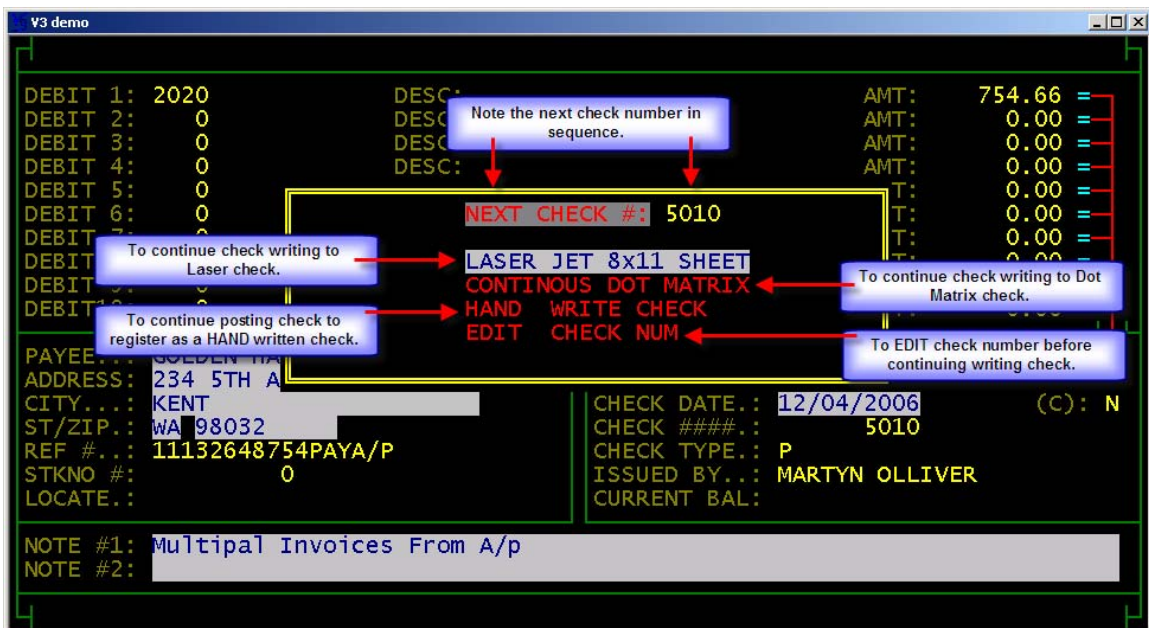 V3 demo
DEBIT 1: 2020 DESC: AMT: 754.66 =
DEBIT 2: 0 DESC Note the next check number in AMT: 0.00 =
DEBIT 3: 0 DESC sequence. AMT: 0.00 =
DEBIT 4: 0 DESC: AMT: 0.00 =
DEBIT 5: 0 T: 0.00 =
DEBIT 6: 0 NEXT CHECK #: 5010 T: 0.00 =
DEBIT 0 T: 0.00 =
To continue check writing to
Laser check.
LASER JET 8x11 SHEET
CONTINOUS DOT MATRIX
To continue check writing to Dot
Matrix check.
DEBIT
DEBIT
DEBIT
HAND WRITE CHECK
To continue posting check to
register as a HAND written check.
EDIT CHECK NUM
To EDIT check number before
continuing writing check.
PAYEE
ADDRESS: 234 5TH A
CITY...: KENT CHECK DATE.: 12/04/2006 (C): N
ST/ZIP.: WA 98032 CHECK ####.: 5010
REF #..: 11132648754PAYA/P CHECK TYPE.: P
STKNO #: 0 ISSUED BY..: MARTYN OLLIVER
LOCATE.: CURRENT BAL:
NOTE #1: Multipal Invoices From A/p
NOTE #2: